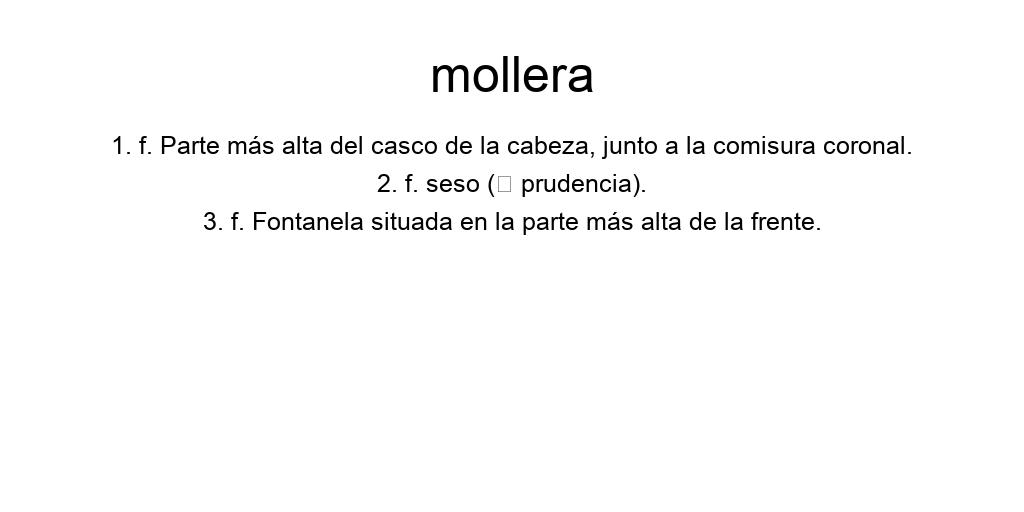 mollera
1. f. Parte más alta del casco de la cabeza, junto a la comisura coronal.
2. f. seso (□ prudencia).
3. f. Fontanela situada en la parte más alta de la frente.